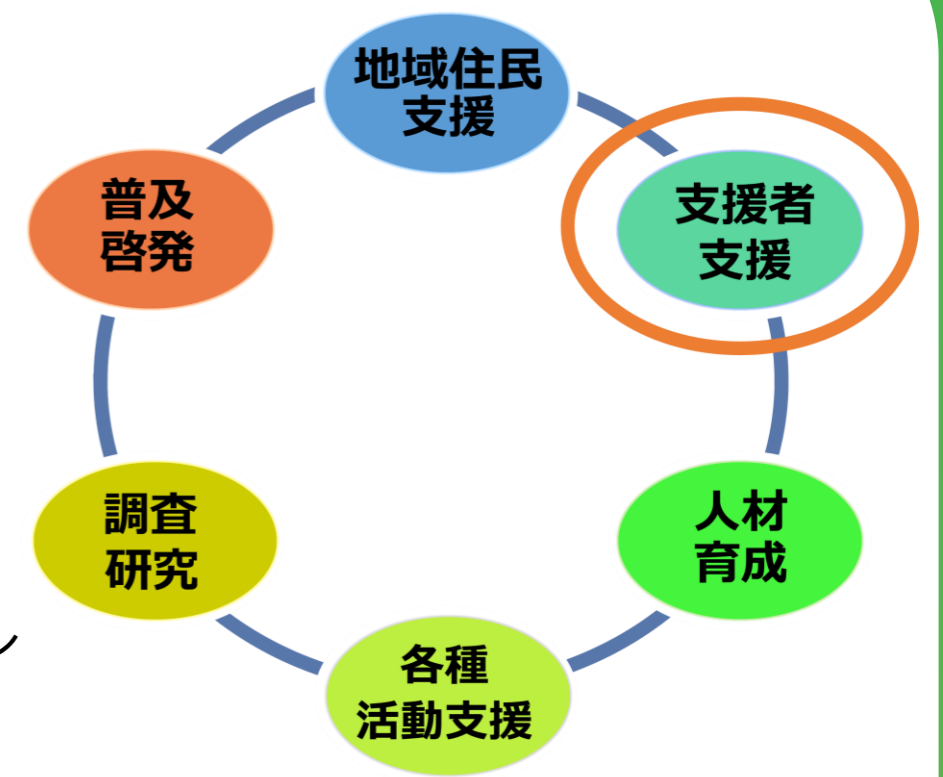 地域住民
支援
支援者
支援
人材
育成
各種
活動支援
調査
研究
普及
啓発